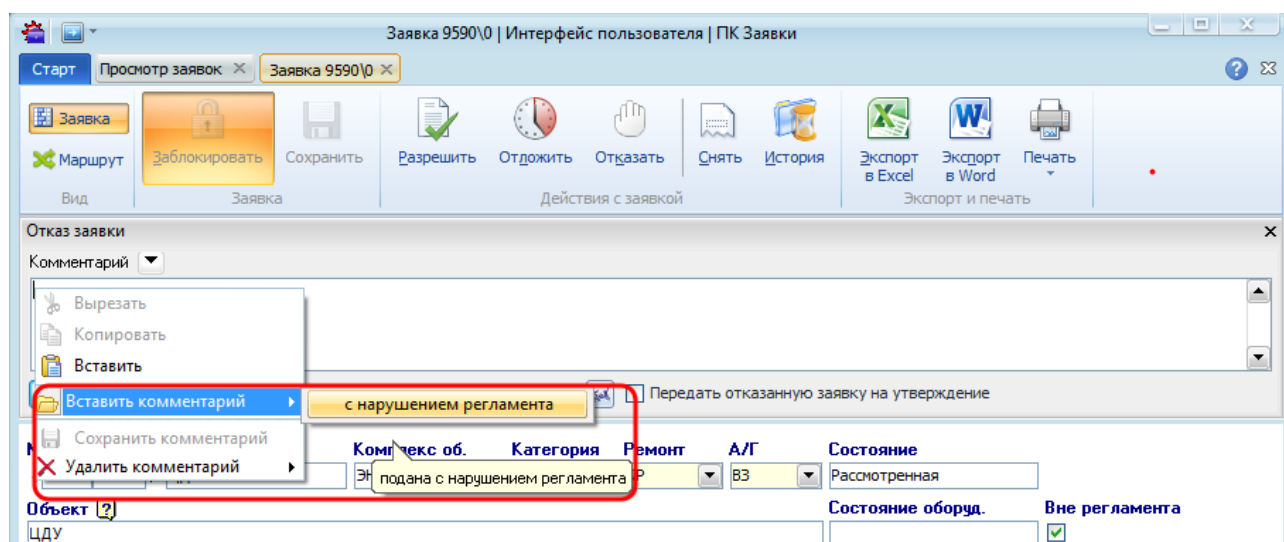 Заявка 9590\0 | Интерфейс пользователя | ПК Заявки
Старт Просмотр заявок Заявка 9590\0
Заявка
Маршрут
Заблокировать Сохранить Разрешить Отложить Отказать Снять История Экспорт в Excel Экспорт в Word Печать
Вид Заявка Действия с заявкой Экспорт и печать
Отказ заявки
Комментарий
Вырезать
Копировать
Вставить
Вставить комментарий с нарушением регламента Передать отказанную заявку на утверждение
Сохранить комментарий
Удалить комментарий
Комплекс об. Категория Ремонт А/Г Состояние
подана с нарушением регламента ВЗ Рассмотренная
Объект [?] Состояние оборуд. Вне регламента
ЦДУ